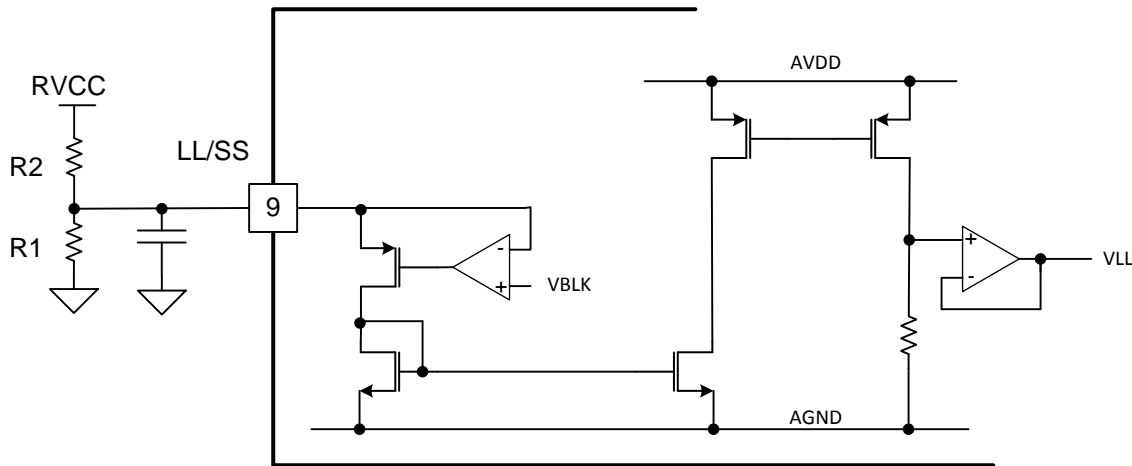 AVDD
RVCC
R2
LL/SS
9
R1
-
+
VBLK
+
-
VLL
AGND